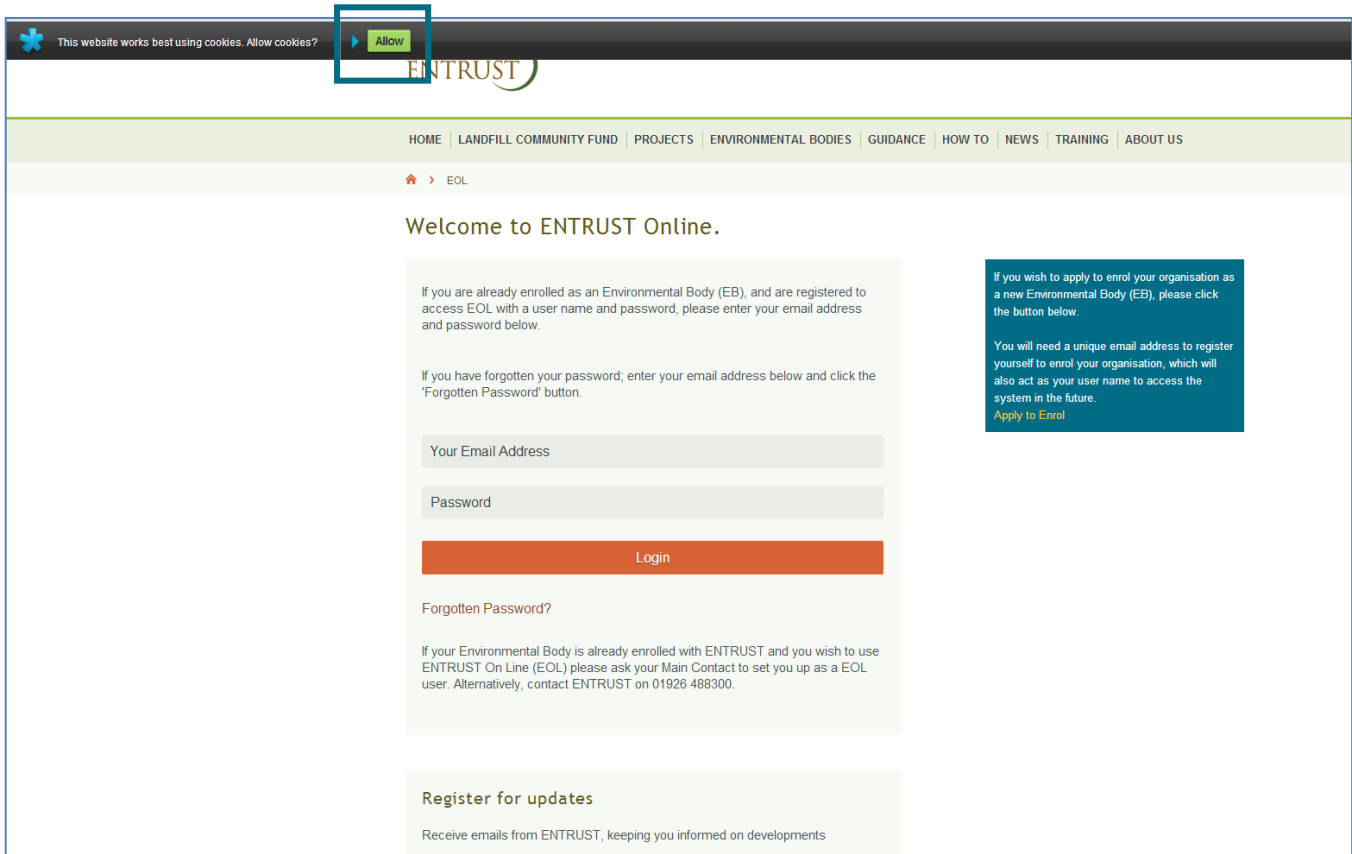 This website works best using cookies. Allow cookies?
Allow
ENTRUST
HOME
LANDFILL COMMUNITY FUND
PROJECTS
ENVIRONMENTAL BODIES
GUIDANCE
HOW TO
NEWS
TRAINING
ABOUT US
EOL
Welcome to ENTRUST Online.
If you are already enrolled as an Environmental Body (EB), and are registered to
access EOL with a user name and password, please enter your email address
and password below.
If you have forgotten your password; enter your email address below and click the
'Forgotten Password' button.
Your Email Address
Password
Login
Forgotten Password?
If your Environmental Body is already enrolled with ENTRUST and you wish to use
ENTRUST On Line (EOL) please ask your Main Contact to set you up as a EOL
user. Alternatively, contact ENTRUST on 01926 488300.
If you wish to apply to enrol your organisation as
a new Environmental Body (EB), please click
the button below.
You will need a unique email address to register
yourself to enrol your organisation, which will
also act as your user name to access the
system in the future.
Apply to Enrol
Register for updates
Receive emails from ENTRUST, keeping you informed on developments